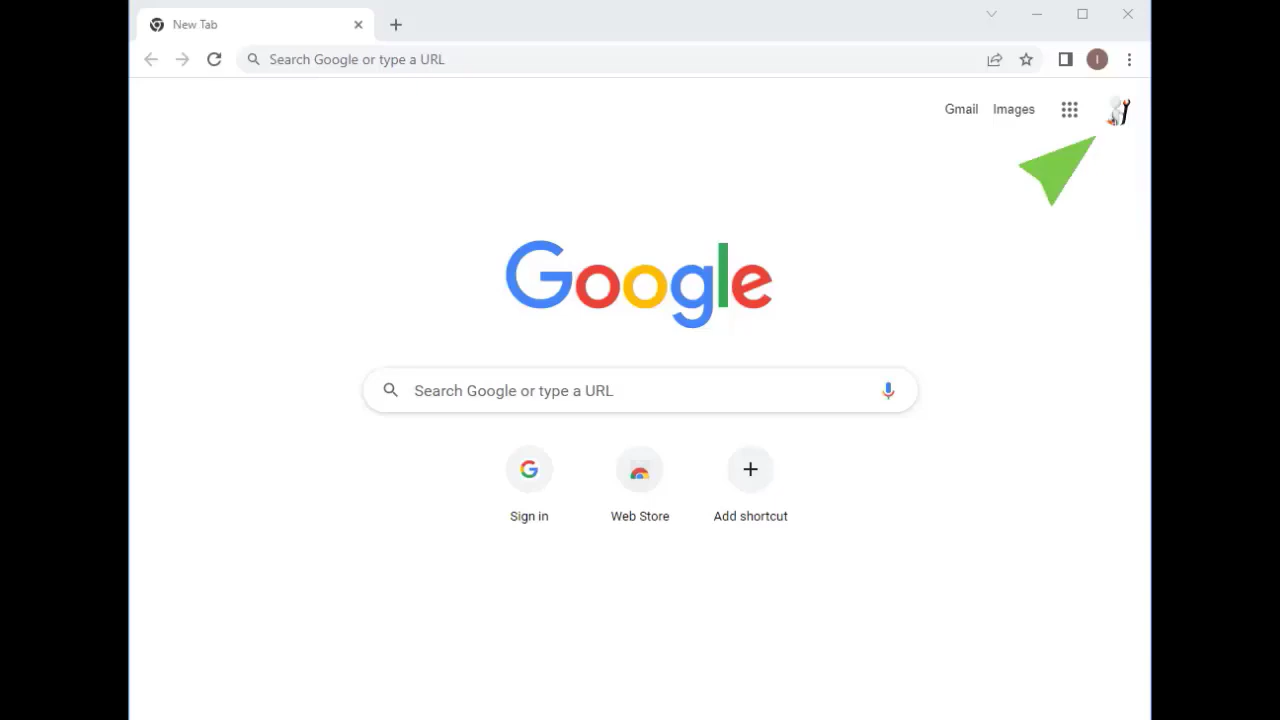 New Tab
Search Google or type a URL
I
Gmail Images
Google
Search Google or type a URL
G
Sign in Web Store Add shortcut